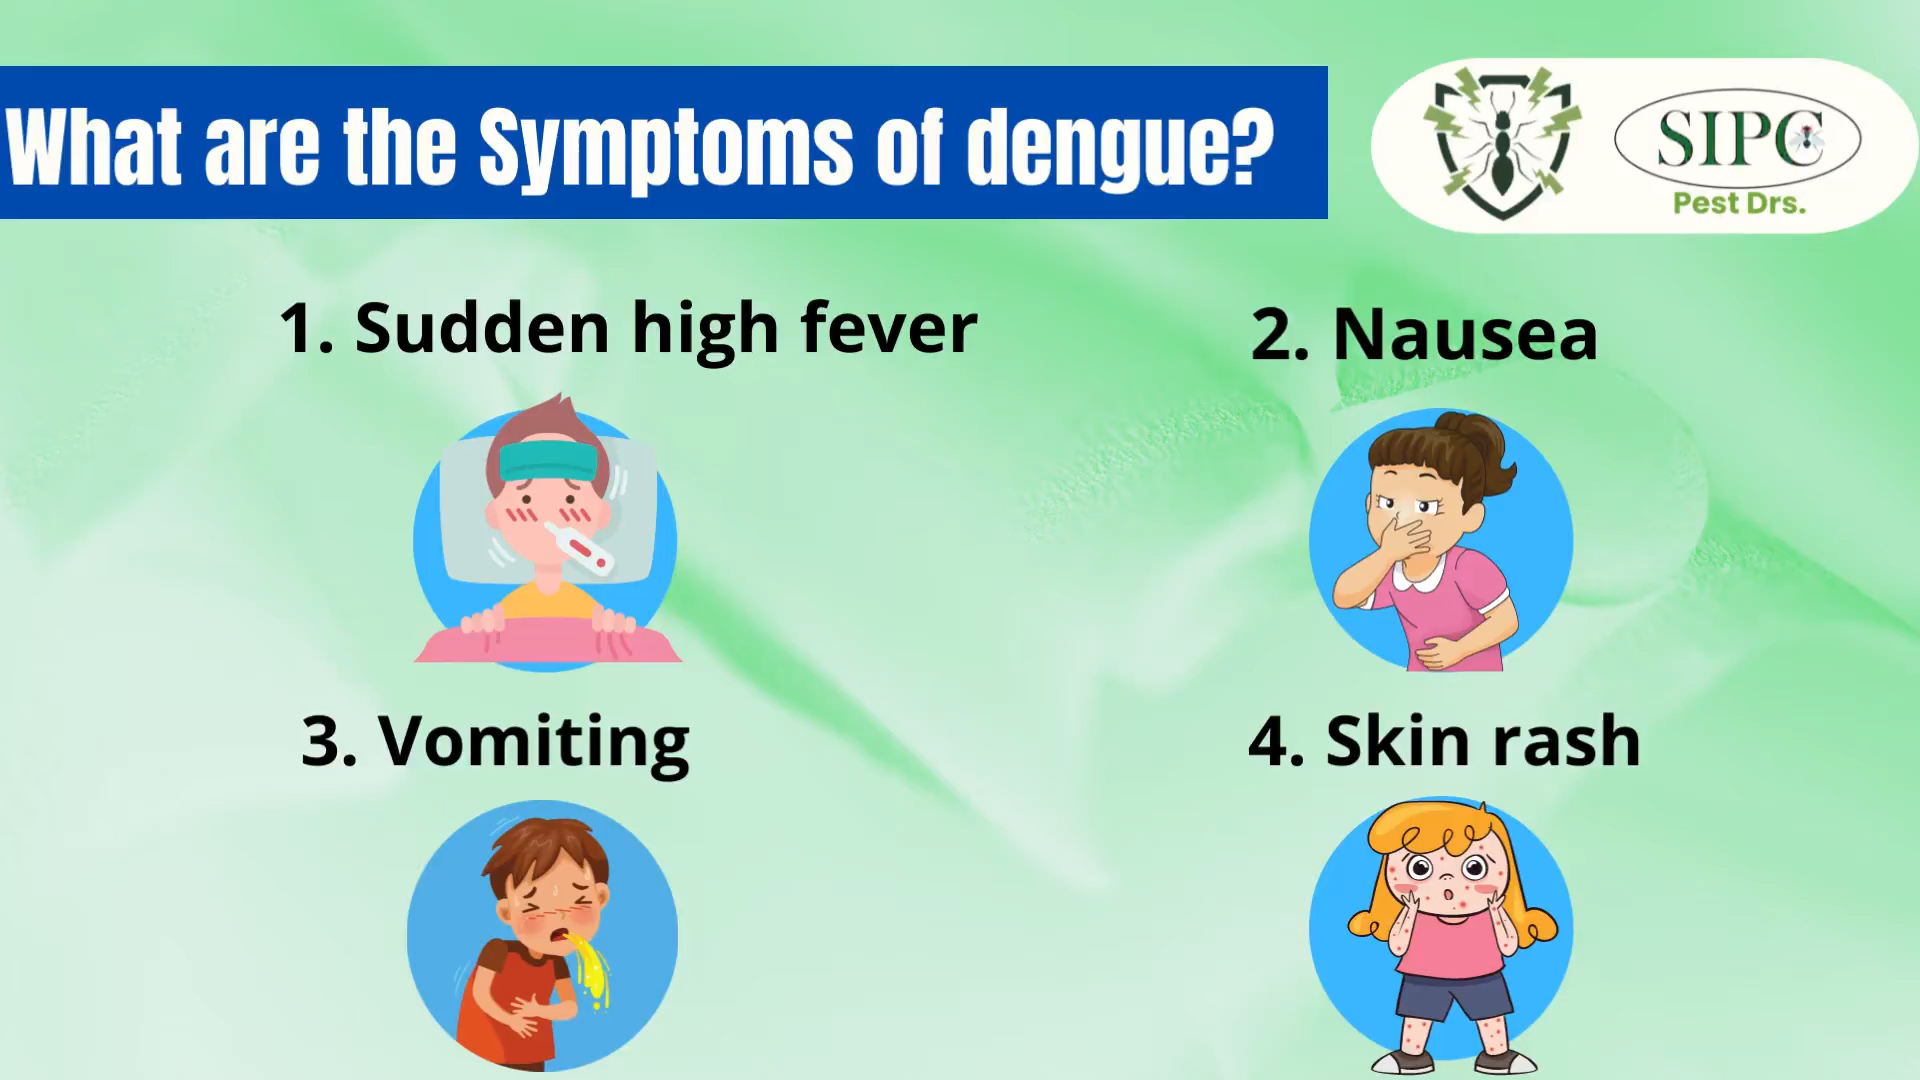 What are the Symptoms of dengue?
SIPC
Pest Drs.
1. Sudden high fever
2. Nausea
3. Vomiting
4. Skin rash